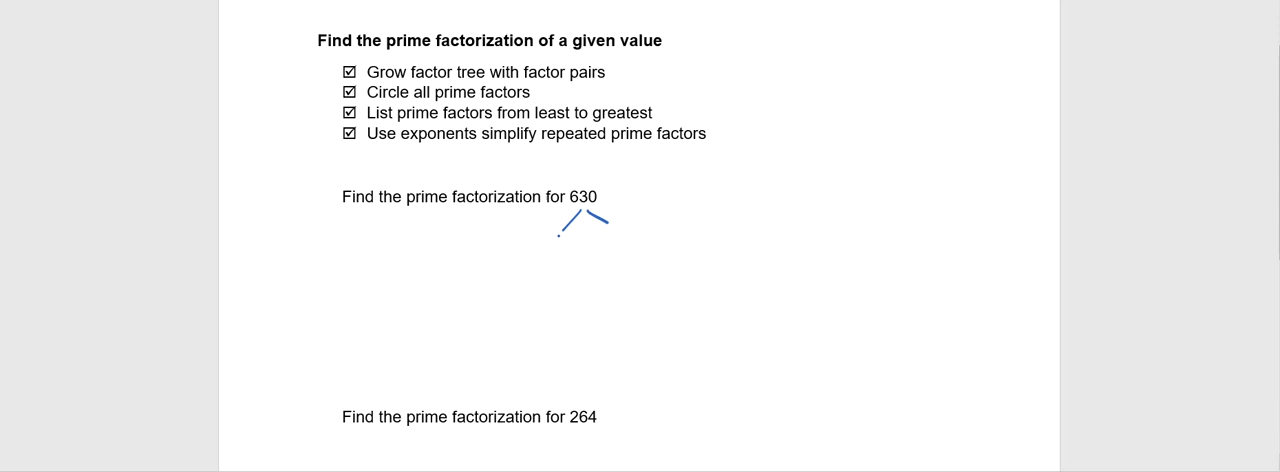 Find the prime factorization of a given value
☑ Grow factor tree with factor pairs
☑ Circle all prime factors
☑ List prime factors from least to greatest
☑ Use exponents simplify repeated prime factors
Find the prime factorization for 630
Find the prime factorization for 264